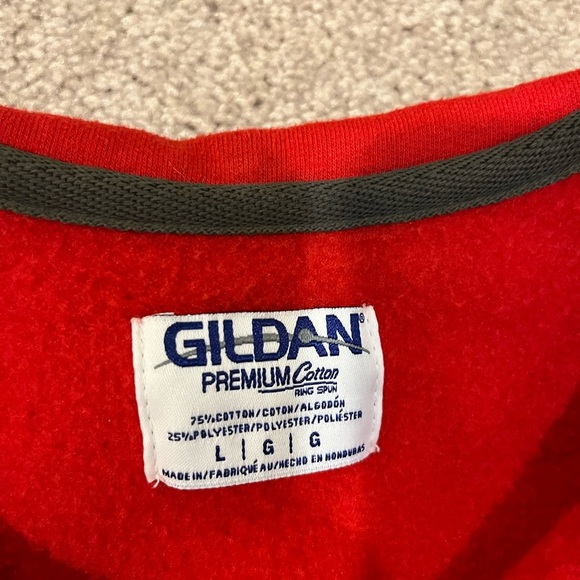 GILDAN®
PREMIUM Cotton
RING SPUN
75% COTTON/COTON/ALGODÓN
25% POLYESTER/POLYESTER/POLIÉSTER
L | G | G
MADE IN/FABRIQUÉ AU/HECHO EN HONDURAS